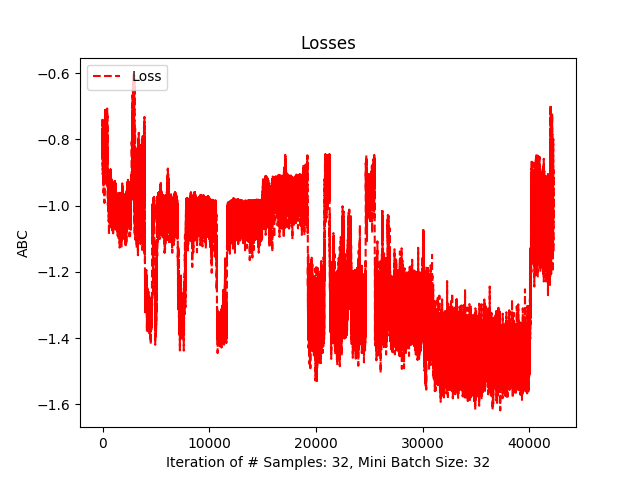 Losses
Loss
−0.6
−0.8
−1.0
−1.2
−1.4
−1.6
ABC
0
10000
20000
30000
40000
Iteration of # Samples: 32, Mini Batch Size: 32